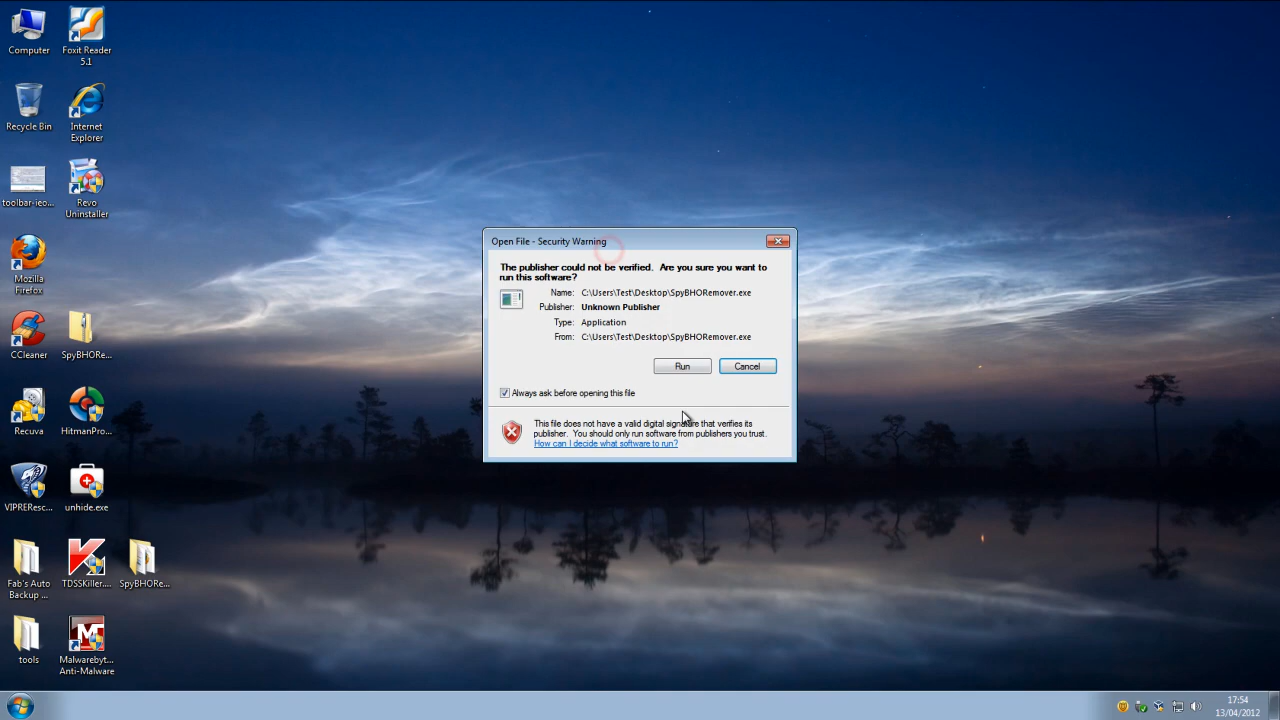 Computer
Foxit Reader
5.1
Recycle Bin
Internet
Explorer
toolbar-ieo...
Revo
Uninstaller
Mozilla
Firefox
CCleaner
SpyBHORe...
Recuva
HitmanPro...
VIPREResc...
unhide.exe
Fab's Auto
Backup ...
TDSSKiller....
SpyBHORe...
tools
Malwarebyt...
Anti-Malware
Open File - Security Warning
The publisher could not be verified. Are you sure you want to
run this software?
Name: C:\Users\Test\Desktop\SpyBHORemover.exe
Publisher: Unknown Publisher
Type: Application
From: C:\Users\Test\Desktop\SpyBHORemover.exe
Run Cancel
Always ask before opening this file
This file does not have a valid digital signature that verifies its
publisher. You should only run software from publishers you trust.
How can I decide what software to run?
17:54
13/04/2012